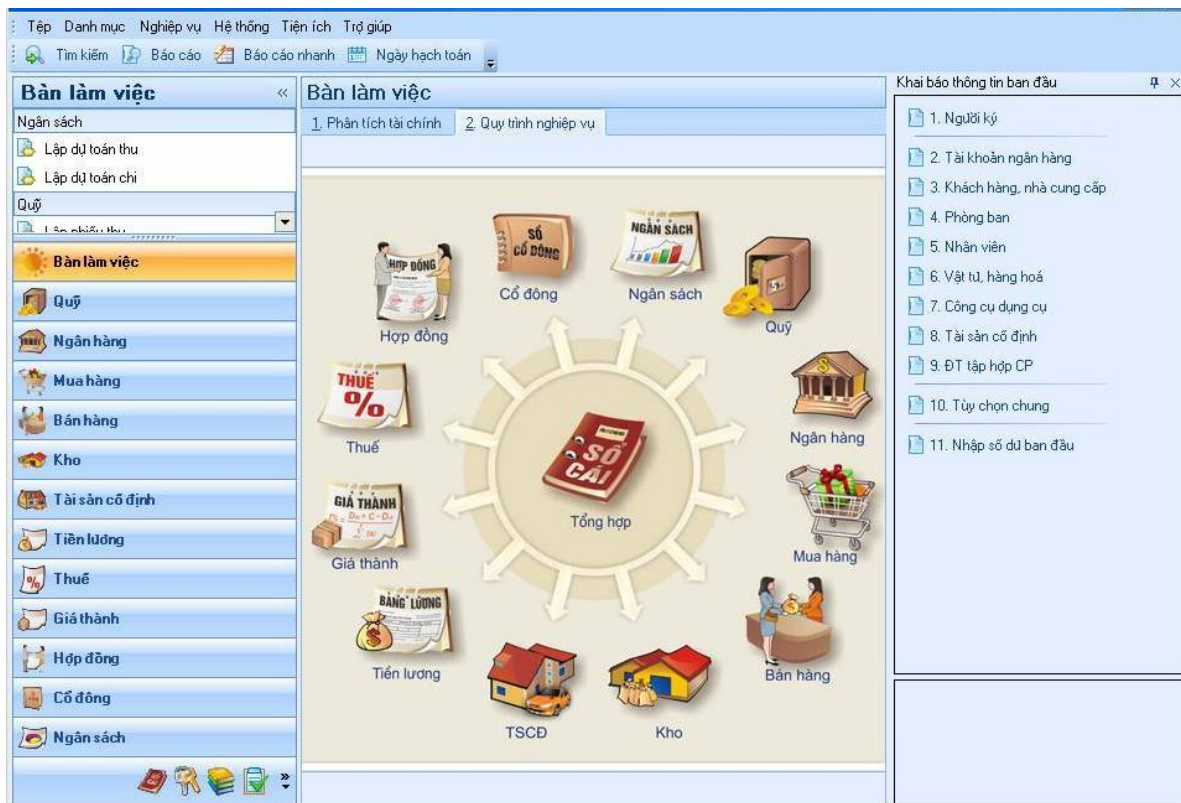 Tệp Danh mục Nghiệp vụ Hệ thống Tiện ích Trợ giúp
Tìm kiếm Báo cáo Báo cáo nhanh Ngày hạch toán
Bàn làm việc «
Ngân sách
Lập dự toán thu
Lập dự toán chi
Quỹ
Lập phiếu thu
Bàn làm việc
Quỹ
Ngân hàng
Mua hàng
Bán hàng
Kho
Tài sản cố định
Tiền lương
Thuế
Giá thành
Hợp đồng
Cổ đông
Ngân sách
Bàn làm việc
1. Phân tích tài chính 2. Quy trình nghiệp vụ
HỢP ĐỒNG
Hợp đồng
SỔ
CỔ ĐÔNG
Cổ đông
NGÂN SÁCH
Ngân sách
Quỹ
THUẾ
%
Thuế
Ngân hàng
SỔ
CÁI
Tổng hợp
GIÁ THÀNH
Giá thành
Mua hàng
BẢNG LƯƠNG
Tiền lương
TSCĐ
Kho
Bán hàng
Khai báo thông tin ban đầu
1. Người ký
2. Tài khoản ngân hàng
3. Khách hàng, nhà cung cấp
4. Phòng ban
5. Nhân viên
6. Vật tư, hàng hoá
7. Công cụ dụng cụ
8. Tài sản cố định
9. ĐT tập hợp CP
10. Tùy chọn chung
11. Nhập số dư ban đầu